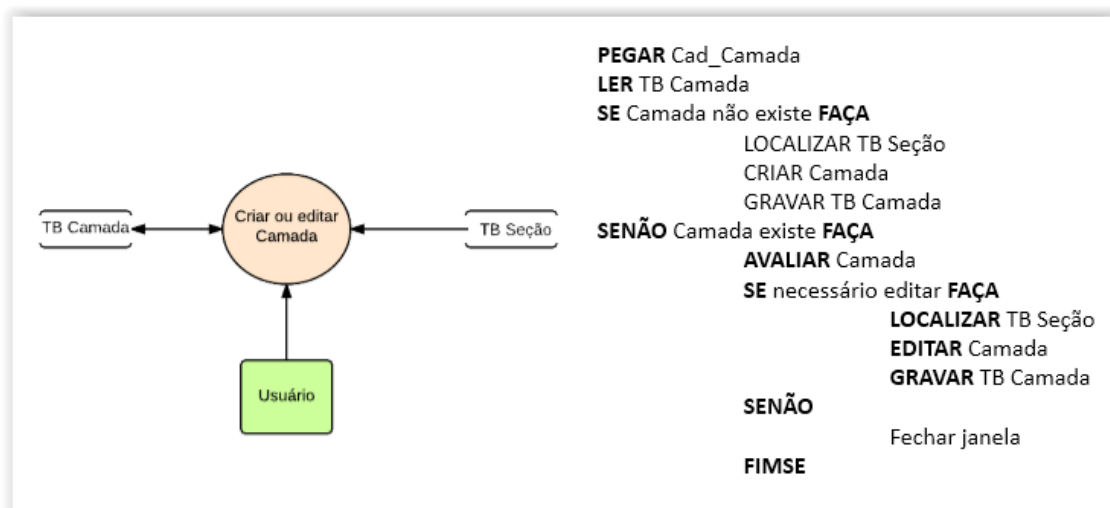 TB Camada
Criar ou editar
Camada
TB Seção
Usuário
PEGAR Cad_Camada
LER TB Camada
SE Camada não existe FAÇA
LOCALIZAR TB Seção
CRIAR Camada
GRAVAR TB Camada
SENÃO Camada existe FAÇA
AVALIAR Camada
SE necessário editar FAÇA
LOCALIZAR TB Seção
EDITAR Camada
GRAVAR TB Camada
SENÃO
Fechar janela
FIMSE